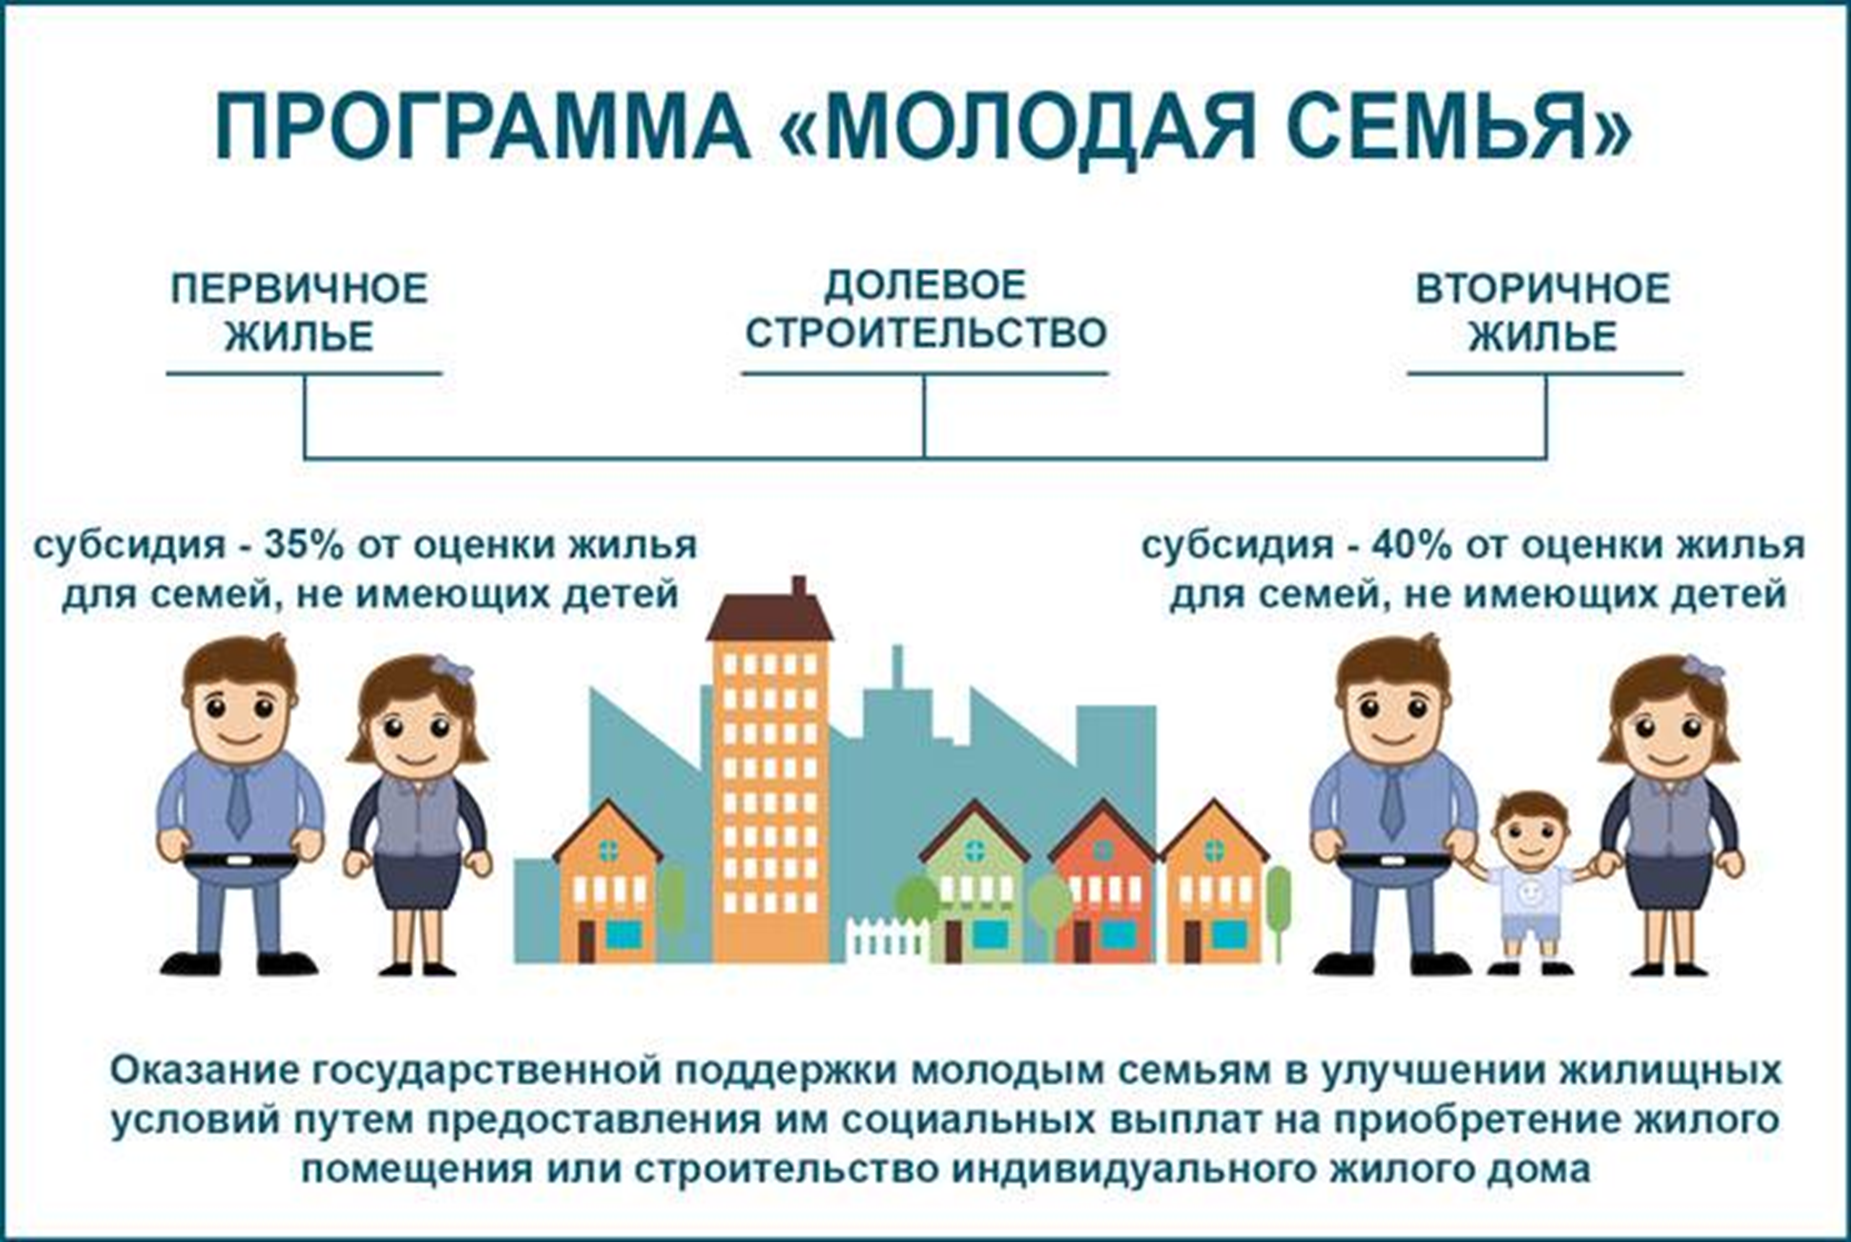 ПРОГРАММА «МОЛОДАЯ СЕМЬЯ»
ПЕРВИЧНОЕ
ЖИЛЬЕ
ДОЛЕВОЕ
СТРОИТЕЛЬСТВО
ВТОРИЧНОЕ
ЖИЛЬЕ
субсидия - 35% от оценки жилья
для семей, не имеющих детей
субсидия - 40% от оценки жилья
для семей, не имеющих детей
Оказание государственной поддержки молодым семьям в улучшении жилищных
условий путем предоставления им социальных выплат на приобретение жилого
помещения или строительство индивидуального жилого дома